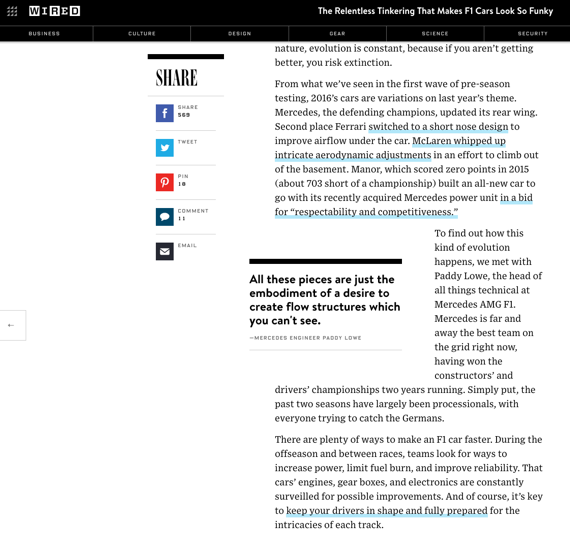 WIRED
The Relentless Tinkering That Makes F1 Cars Look So Funky
BUSINESS
CULTURE
DESIGN
GEAR
SCIENCE
SECURITY
SHARE
SHARE
569
TWEET
PIN
18
COMMENT
11
EMAIL
nature, evolution is constant, because if you aren’t getting
better, you risk extinction.
From what we’ve seen in the first wave of pre-season
testing, 2016’s cars are variations on last year’s theme.
Mercedes, the defending champions, updated its rear wing.
Second place Ferrari switched to a short nose design to
improve airflow under the car. McLaren whipped up
intricate aerodynamic adjustments in an effort to climb out
of the basement. Manor, which scored zero points in 2015
(about 703 short of a championship) built an all-new car to
go with its recently acquired Mercedes power unit in a bid
for “respectability and competitiveness.”
To find out how this
kind of evolution
happens, we met with
Paddy Lowe, the head of
all things technical at
Mercedes AMG F1.
Mercedes is far and
away the best team on
the grid right now,
having won the
constructors’ and
drivers’ championships two years running. Simply put, the
past two seasons have largely been processionals, with
everyone trying to catch the Germans.
All these pieces are just the
embodiment of a desire to
create flow structures which
you can't see.
—MERCEDES ENGINEER PADDY LOWE
←
There are plenty of ways to make an F1 car faster. During the
offseason and between races, teams look for ways to
increase power, limit fuel burn, and improve reliability. That
cars’ engines, gear boxes, and electronics are constantly
surveilled for possible improvements. And of course, it’s key
to keep your drivers in shape and fully prepared for the
intricacies of each track.